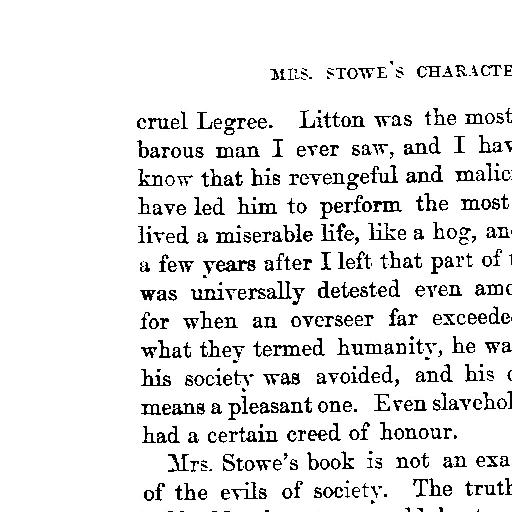 MRS. STOWE'S CHARACTE
cruel Legree. Litton was the most
barous man I ever saw, and I hav
know that his revengeful and malic
have led him to perform the most
lived a miserable life, like a hog, an
a few years after I left that part of
was universally detested even amo
for when an overseer far exceede
what they termed humanity, he wa
his society was avoided, and his
means a pleasant one. Even slavehol
had a certain creed of honour.
Mrs. Stowe's book is not an exa
of the evils of society. The truth